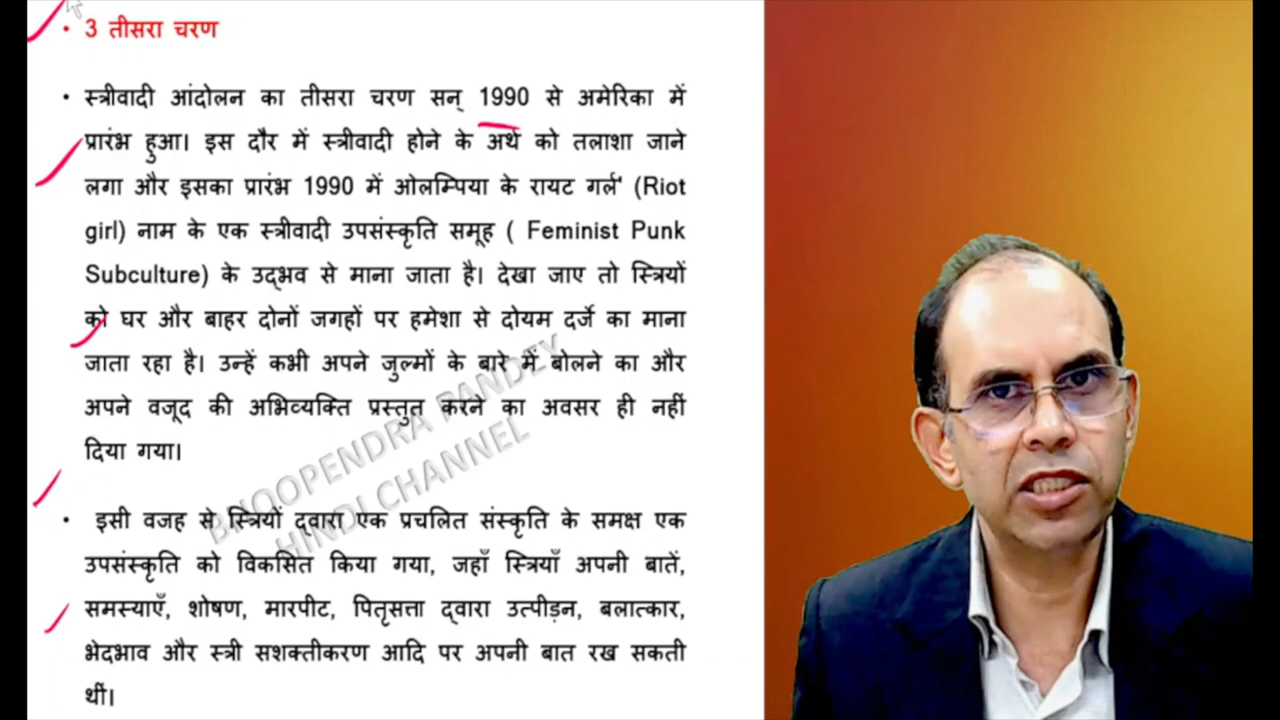 • 3 तीसरा चरण
• स्त्रीवादी आंदोलन का तीसरा चरण सन् 1990 से अमेरिका में
प्रारंभ हुआ। इस दौर में स्त्रीवादी होने के अर्थ को तलाशा जाने
लगा और इसका प्रारंभ 1990 में ओलम्पिया के रायट गर्ल' (Riot
girl) नाम के एक स्त्रीवादी उपसंस्कृति समूह ( Feminist Punk
Subculture) के उद्भव से माना जाता है। देखा जाए तो स्त्रियों
को घर और बाहर दोनों जगहों पर हमेशा से दोयम दर्जे का माना
जाता रहा है। उन्हें कभी अपने जुल्मों के बारे में बोलने का और
अपने वजूद की अभिव्यक्ति प्रस्तुत करने का अवसर ही नहीं
दिया गया।
• इसी वजह से स्त्रियों द्वारा एक प्रचलित संस्कृति के समक्ष एक
उपसंस्कृति को विकसित किया गया, जहाँ स्त्रियाँ अपनी बातें,
समस्याएँ, शोषण, मारपीट, पितृसत्ता द्वारा उत्पीड़न, बलात्कार,
भेदभाव और स्त्री सशक्तीकरण आदि पर अपनी बात रख सकती
थीं।
BHOOPENDRA PANDEY
HINDI CHANNEL